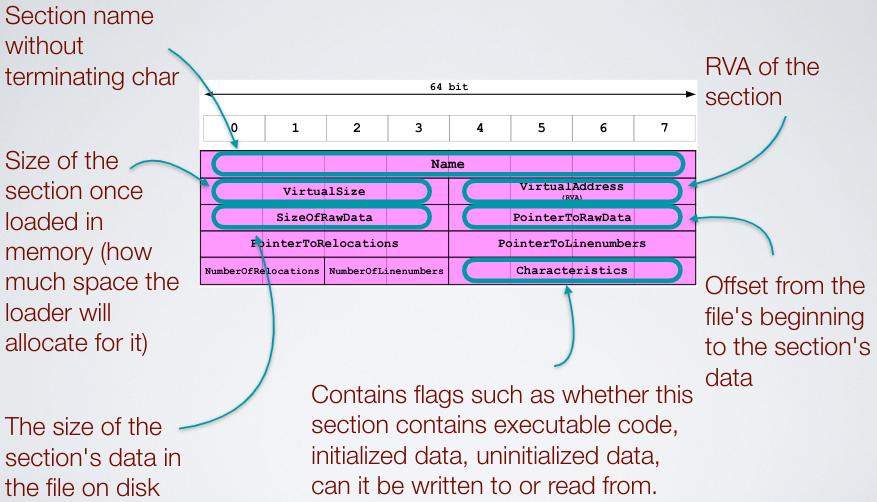 Section name
without
terminating char
RVA of the
section
64 bit
0 1 2 3 4 5 6 7
Name
VirtualSize VirtualAddress
(RVA)
SizeOfRawData PointerToRawData
PointerToRelocations PointerToLinenumbers
NumberOfRelocations NumberOfLinenumbers Characteristics
Size of the
section once
loaded in
memory (how
much space the
loader will
allocate for it)
Offset from the
file's beginning
to the section's
data
The size of the
section's data in
the file on disk
Contains flags such as whether this
section contains executable code,
initialized data, uninitialized data,
can it be written to or read from.